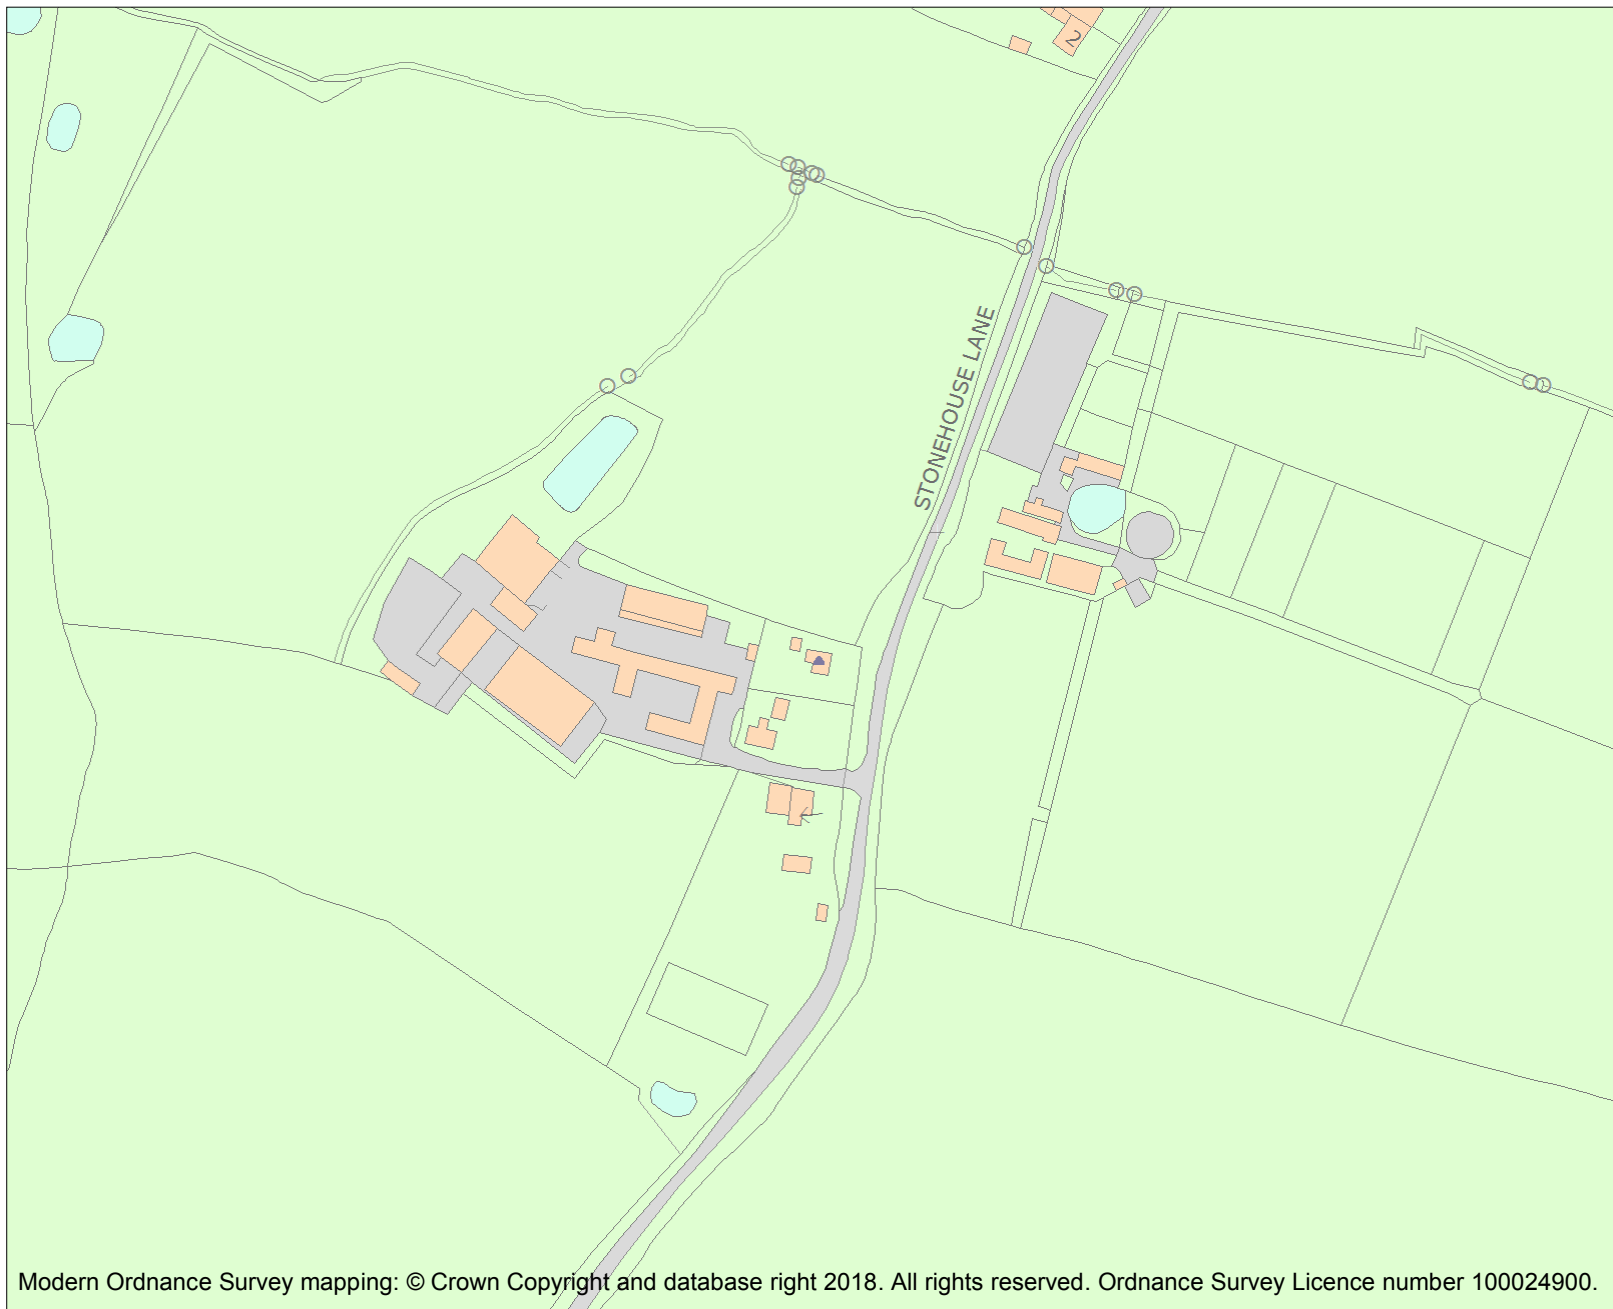 2
STONEHOUSE LANE
Modern Ordnance Survey mapping: © Crown Copyright and database right 2018. All rights reserved. Ordnance Survey Licence number 100024900.